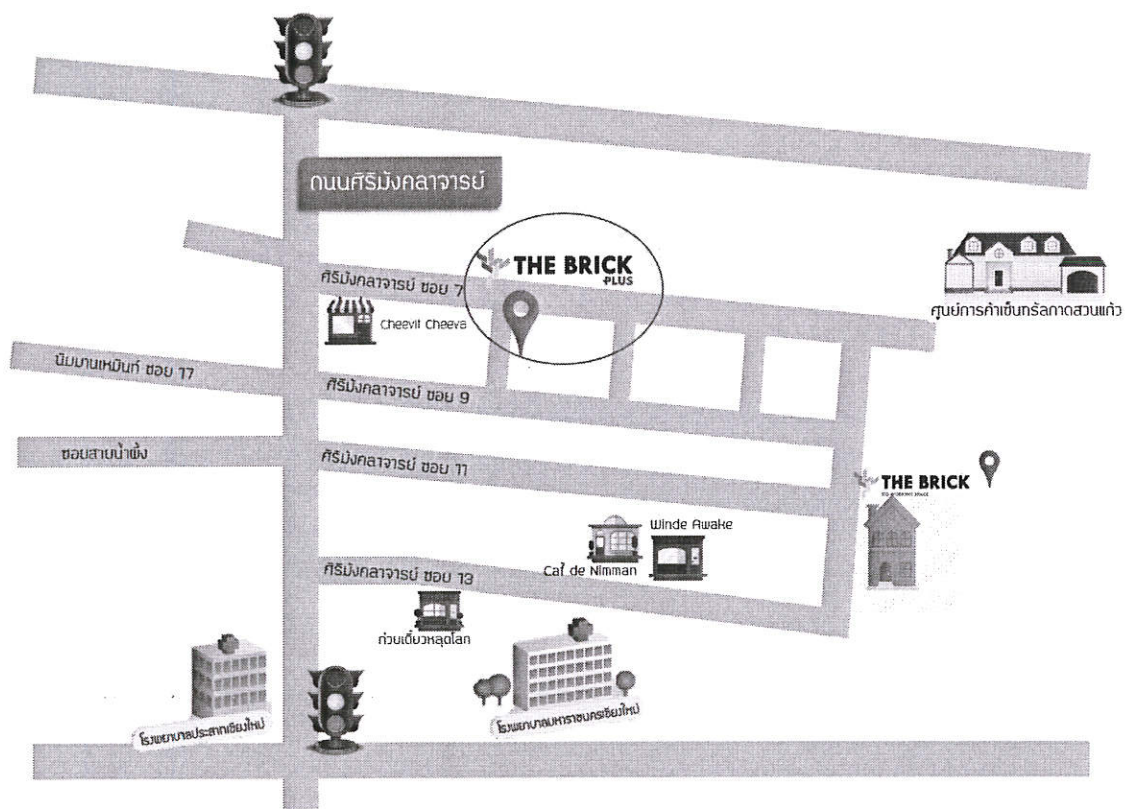 ถนนศิริมังคลาจารย์
THE BRICK
PLUS
ศิริมังคลาจารย์ ซอย 7
Cheevit Cheeva
ศูนย์การค้าเซ็นทรัลกาดสวนแก้ว
นิมมานเหมินท์ ซอย 17
ศิริมังคลาจารย์ ซอย 9
ซอยสายน้ำผึ้ง
ศิริมังคลาจารย์ ซอย 11
THE BRICK
CO-WORKING SPACE
Winde Awake
Caf de Nimman
ศิริมังคลาจารย์ ซอย 13
ก๋วยเตี๋ยวหลุดโลก
โรงพยาบาลประสาทเชียงใหม่
โรงพยาบาลมหาราชนครเชียงใหม่